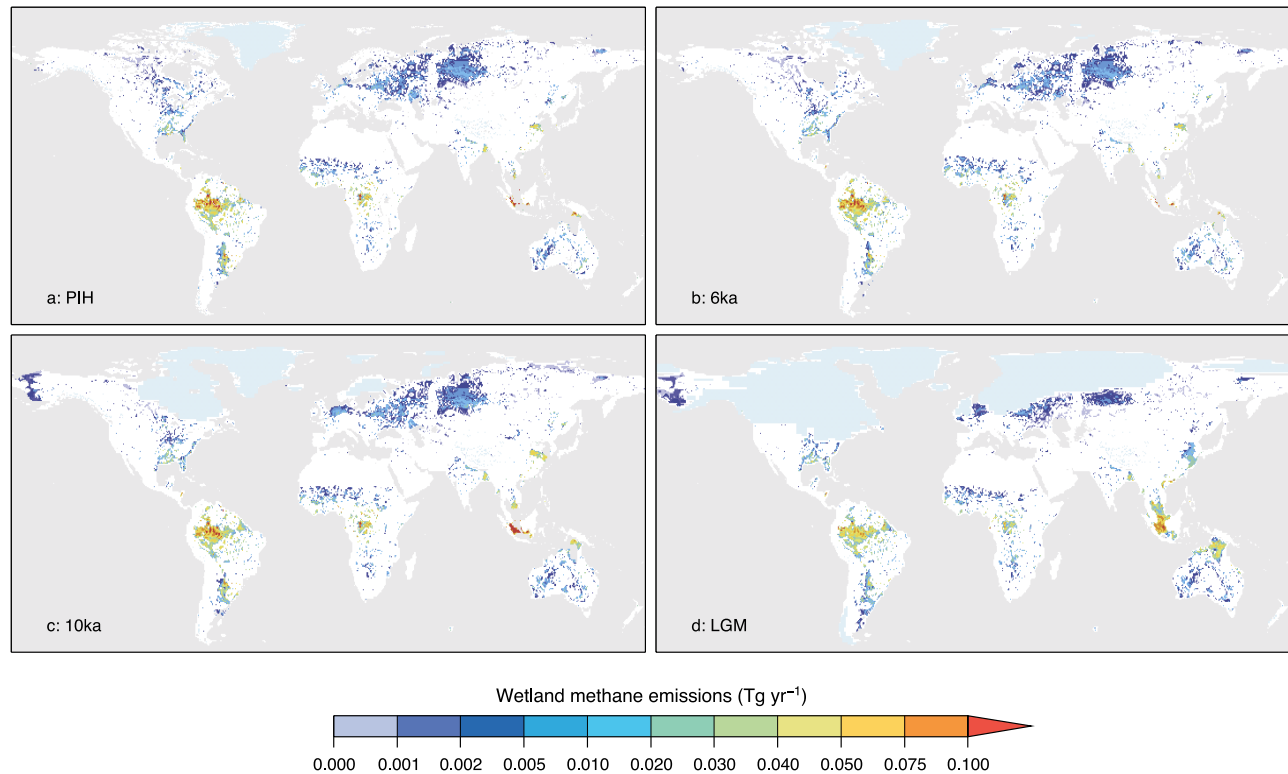 a: PIH
b: 6ka
c: 10ka
d: LGM
Wetland methane emissions (Tg yr⁻¹)
0.000 0.001 0.002 0.005 0.010 0.020 0.030 0.040 0.050 0.075 0.100